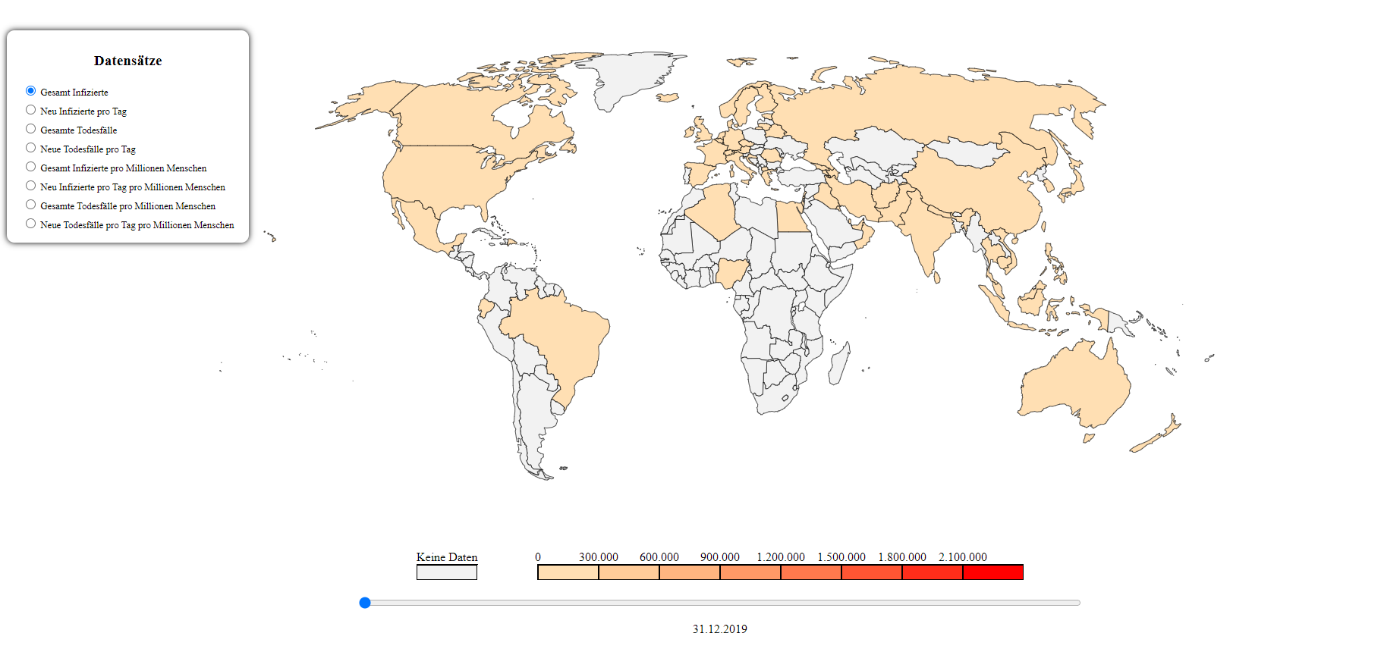 Datensätze
Gesamt Infizierte
Neu Infizierte pro Tag
Gesamte Todesfälle
Neue Todesfälle pro Tag
Gesamt Infizierte pro Millionen Menschen
Neu Infizierte pro Tag pro Millionen Menschen
Gesamte Todesfälle pro Millionen Menschen
Neue Todesfälle pro Tag pro Millionen Menschen
Keine Daten 0 300.000 600.000 900.000 1.200.000 1.500.000 1.800.000 2.100.000
31.12.2019